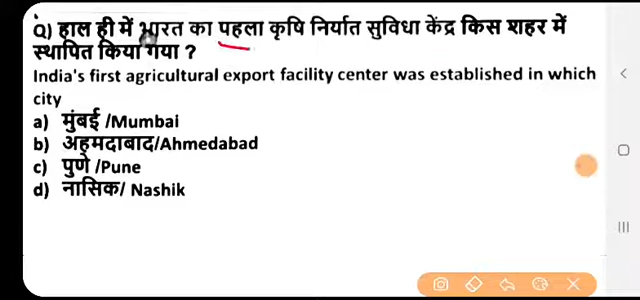 Q) हाल ही में भारत का पहला कृषि निर्यात सुविधा केंद्र किस शहर में
स्थापित किया गया ?
India's first agricultural export facility center was established in which
city
a) मुंबई /Mumbai
b) अहमदाबाद/Ahmedabad
c) पुणे /Pune
d) नासिक/ Nashik